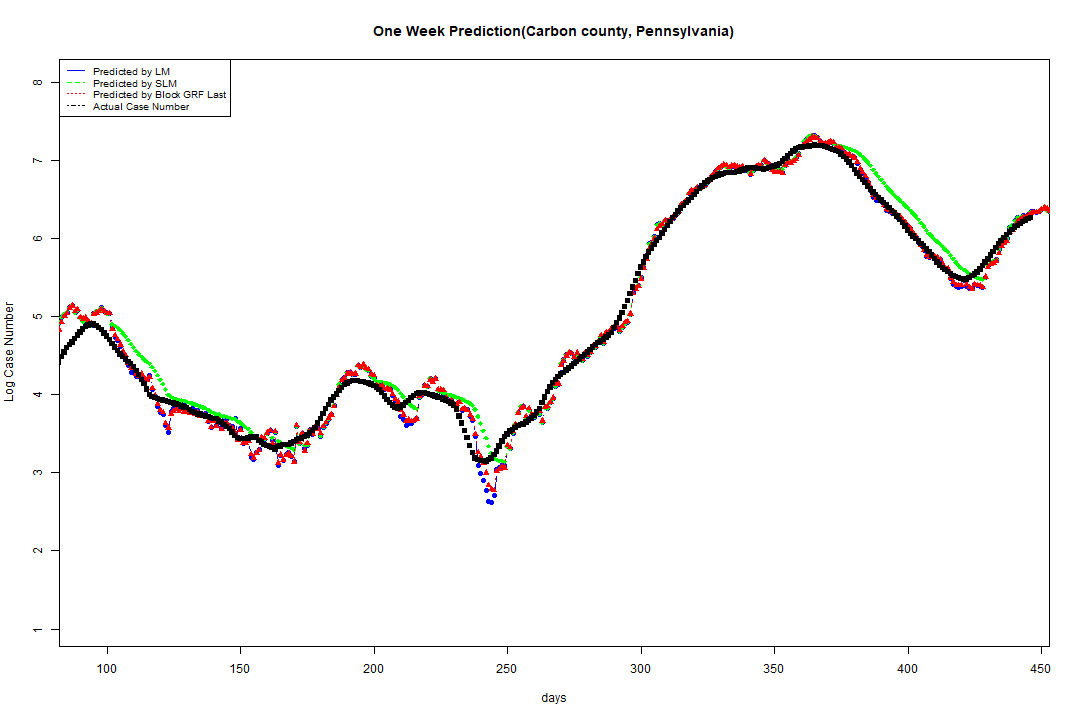 One Week Prediction(Carbon county, Pennsylvania)
Predicted by LM
Predicted by SLM
Predicted by Block GRF Last
Actual Case Number
8
7
6
5
4
3
2
1
Log Case Number
100 150 200 250 300 350 400 450
days